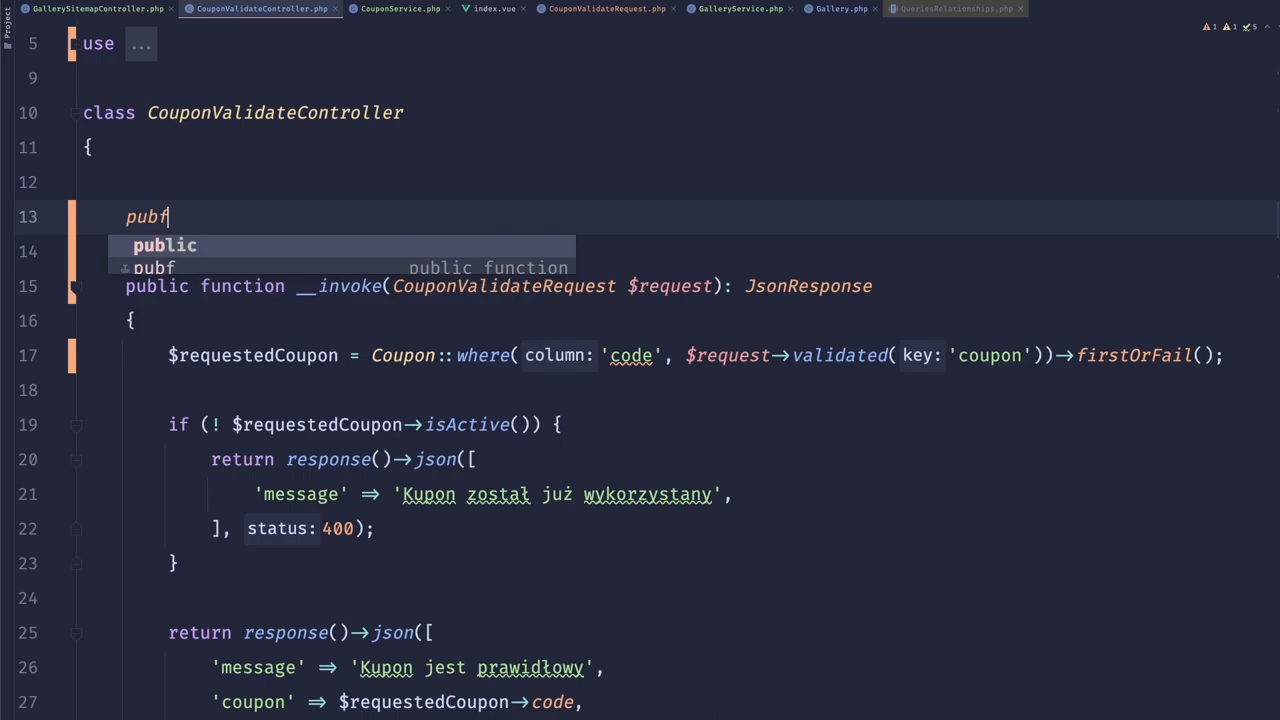 GallerySitemapController.php CouponValidateController.php CouponService.php index.vue CouponValidateRequest.php GalleryService.php Gallery.php QueriesRelationships.php
Project
1 1 5
5 use ...
9
10 class CouponValidateController
11 {
12
13 pubf
public
14 pubf public function
15 public function __invoke(CouponValidateRequest $request): JsonResponse
16 {
17 $requestedCoupon = Coupon::where( column: 'code', $request->validated( key: 'coupon'))->firstOrFail();
18
19 if (! $requestedCoupon->isActive()) {
20 return response()->json([
21 'message' => 'Kupon został już wykorzystany',
22 ], status: 400);
23 }
24
25 return response()->json([
26 'message' => 'Kupon jest prawidłowy',
27 'coupon' => $requestedCoupon->code,